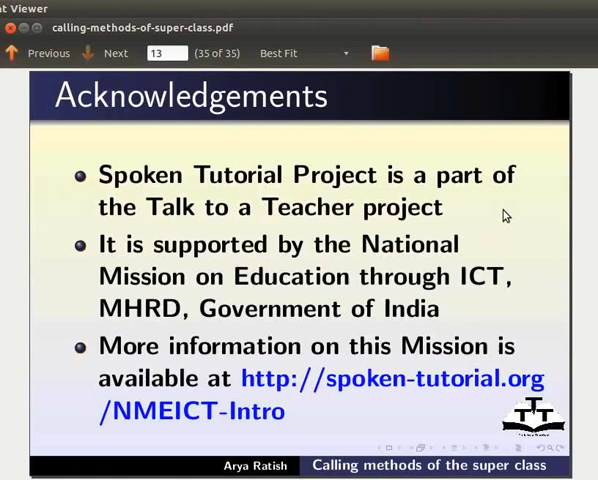 nt Viewer
calling-methods-of-super-class.pdf
Previous Next 13 (35 of 35) Best Fit
Acknowledgements
Spoken Tutorial Project is a part of
the Talk to a Teacher project
It is supported by the National
Mission on Education through ICT,
MHRD, Government of India
More information on this Mission is
available at http://spoken-tutorial.org
/NMEICT-Intro
Arya Ratish Calling methods of the super class